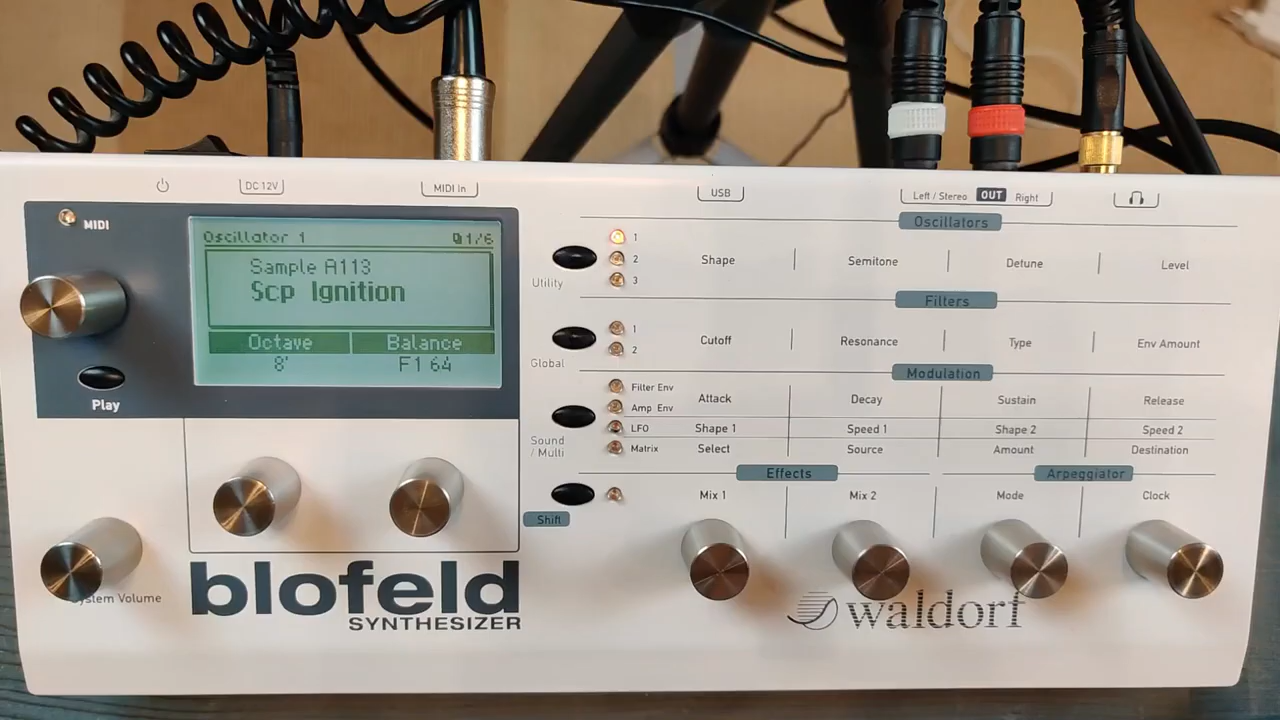 DC 12V
MIDI In
USB
Left / Stereo OUT Right
MIDI
Oscillator 1 1/6
Sample A113
Scp Ignition
Octave Balance
8' F1 64
Play
System Volume
blofeld
SYNTHESIZER
Utility
Global
Sound
/ Multi
Shift
Oscillators
1
2
3
Shape Semitone Detune Level
Filters
1
2
Cutoff Resonance Type Env Amount
Modulation
Filter Env
Amp Env
LFO
Matrix
Attack Decay Sustain Release
Shape 1 Speed 1 Shape 2 Speed 2
Select Source Amount Destination
Effects Arpeggiator
Mix 1 Mix 2 Mode Clock
waldorf